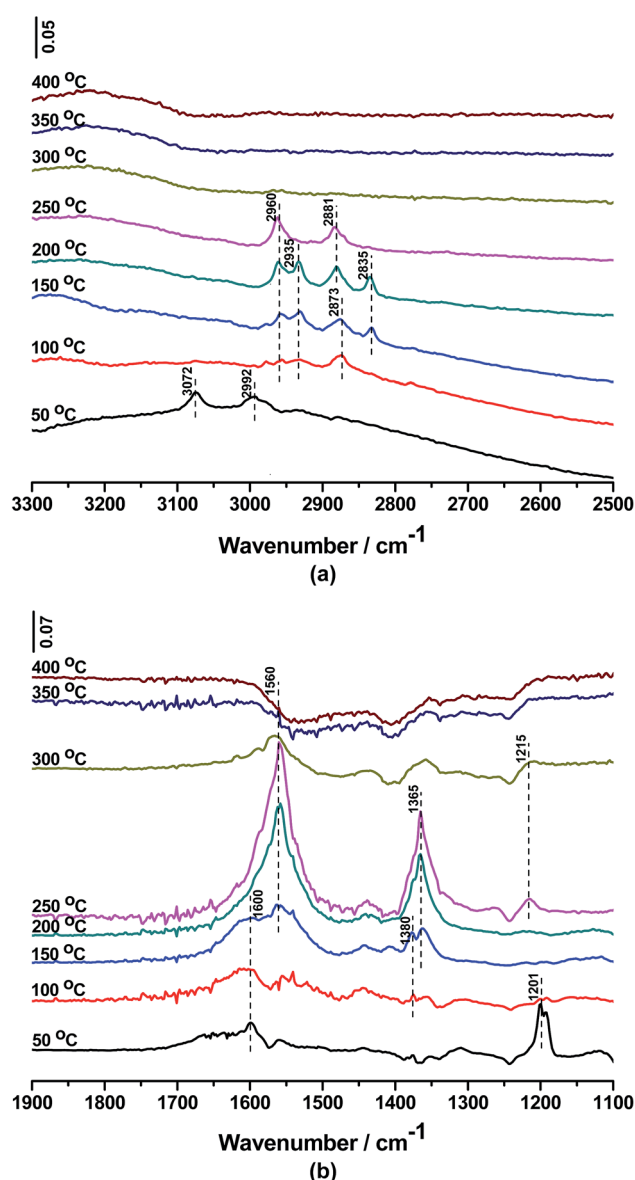 0.05
400 °C
350 °C
300 °C
250 °C
200 °C
150 °C
100 °C
50 °C
2960
2935
2881
2873
2835
3072
2992
3300 3200 3100 3000 2900 2800 2700 2600 2500
Wavenumber / cm-1
(a)
0.07
400 °C
350 °C
300 °C
250 °C
200 °C
150 °C
100 °C
50 °C
1560
1215
1365
1600
1380
1201
1900 1800 1700 1600 1500 1400 1300 1200 1100
Wavenumber / cm-1
(b)